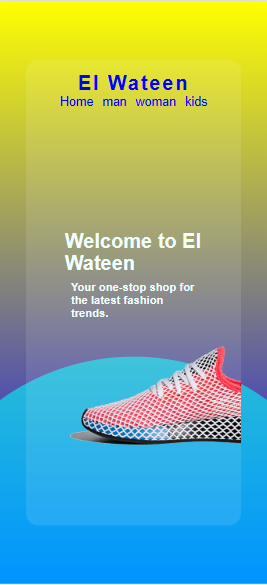 El Wateen
Home man woman kids
Welcome to El
Wateen
Your one-stop shop for
the latest fashion
trends.